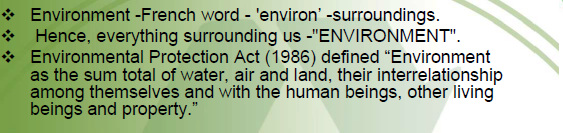 ❖ Environment -French word - 'environ’ -surroundings.
❖ Hence, everything surrounding us -"ENVIRONMENT".
❖ Environmental Protection Act (1986) defined “Environment
as the sum total of water, air and land, their interrelationship
among themselves and with the human beings, other living
beings and property.”